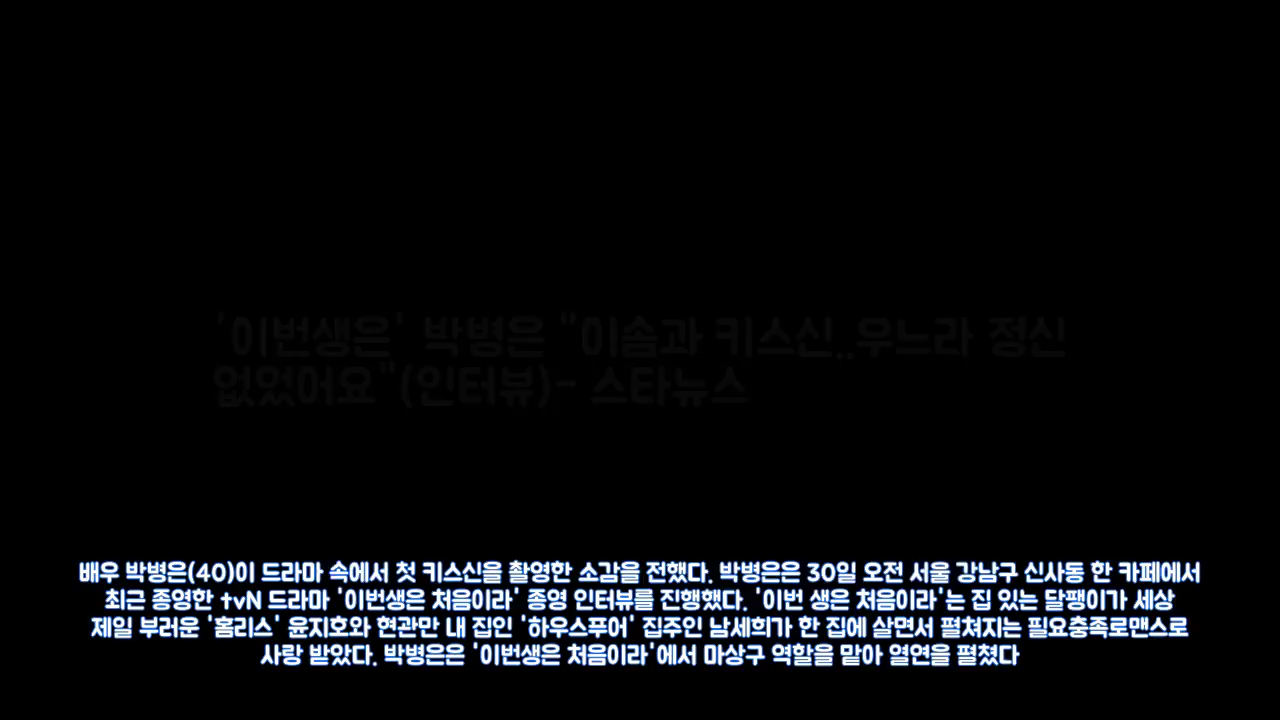 '이번생은' 박병은 "이솜과 키스신..우느라 정신
없었어요"(인터뷰)- 스타뉴스
배우 박병은(40)이 드라마 속에서 첫 키스신을 촬영한 소감을 전했다. 박병은은 30일 오전 서울 강남구 신사동 한 카페에서
최근 종영한 tvN 드라마 '이번생은 처음이라' 종영 인터뷰를 진행했다. '이번 생은 처음이라'는 집 있는 달팽이가 세상
제일 부러운 '홈리스' 윤지호와 현관만 내 집인 '하우스푸어' 집주인 남세희가 한 집에 살면서 펼쳐지는 필요충족로맨스로
사랑 받았다. 박병은은 '이번생은 처음이라'에서 마상구 역할을 맡아 열연을 펼쳤다